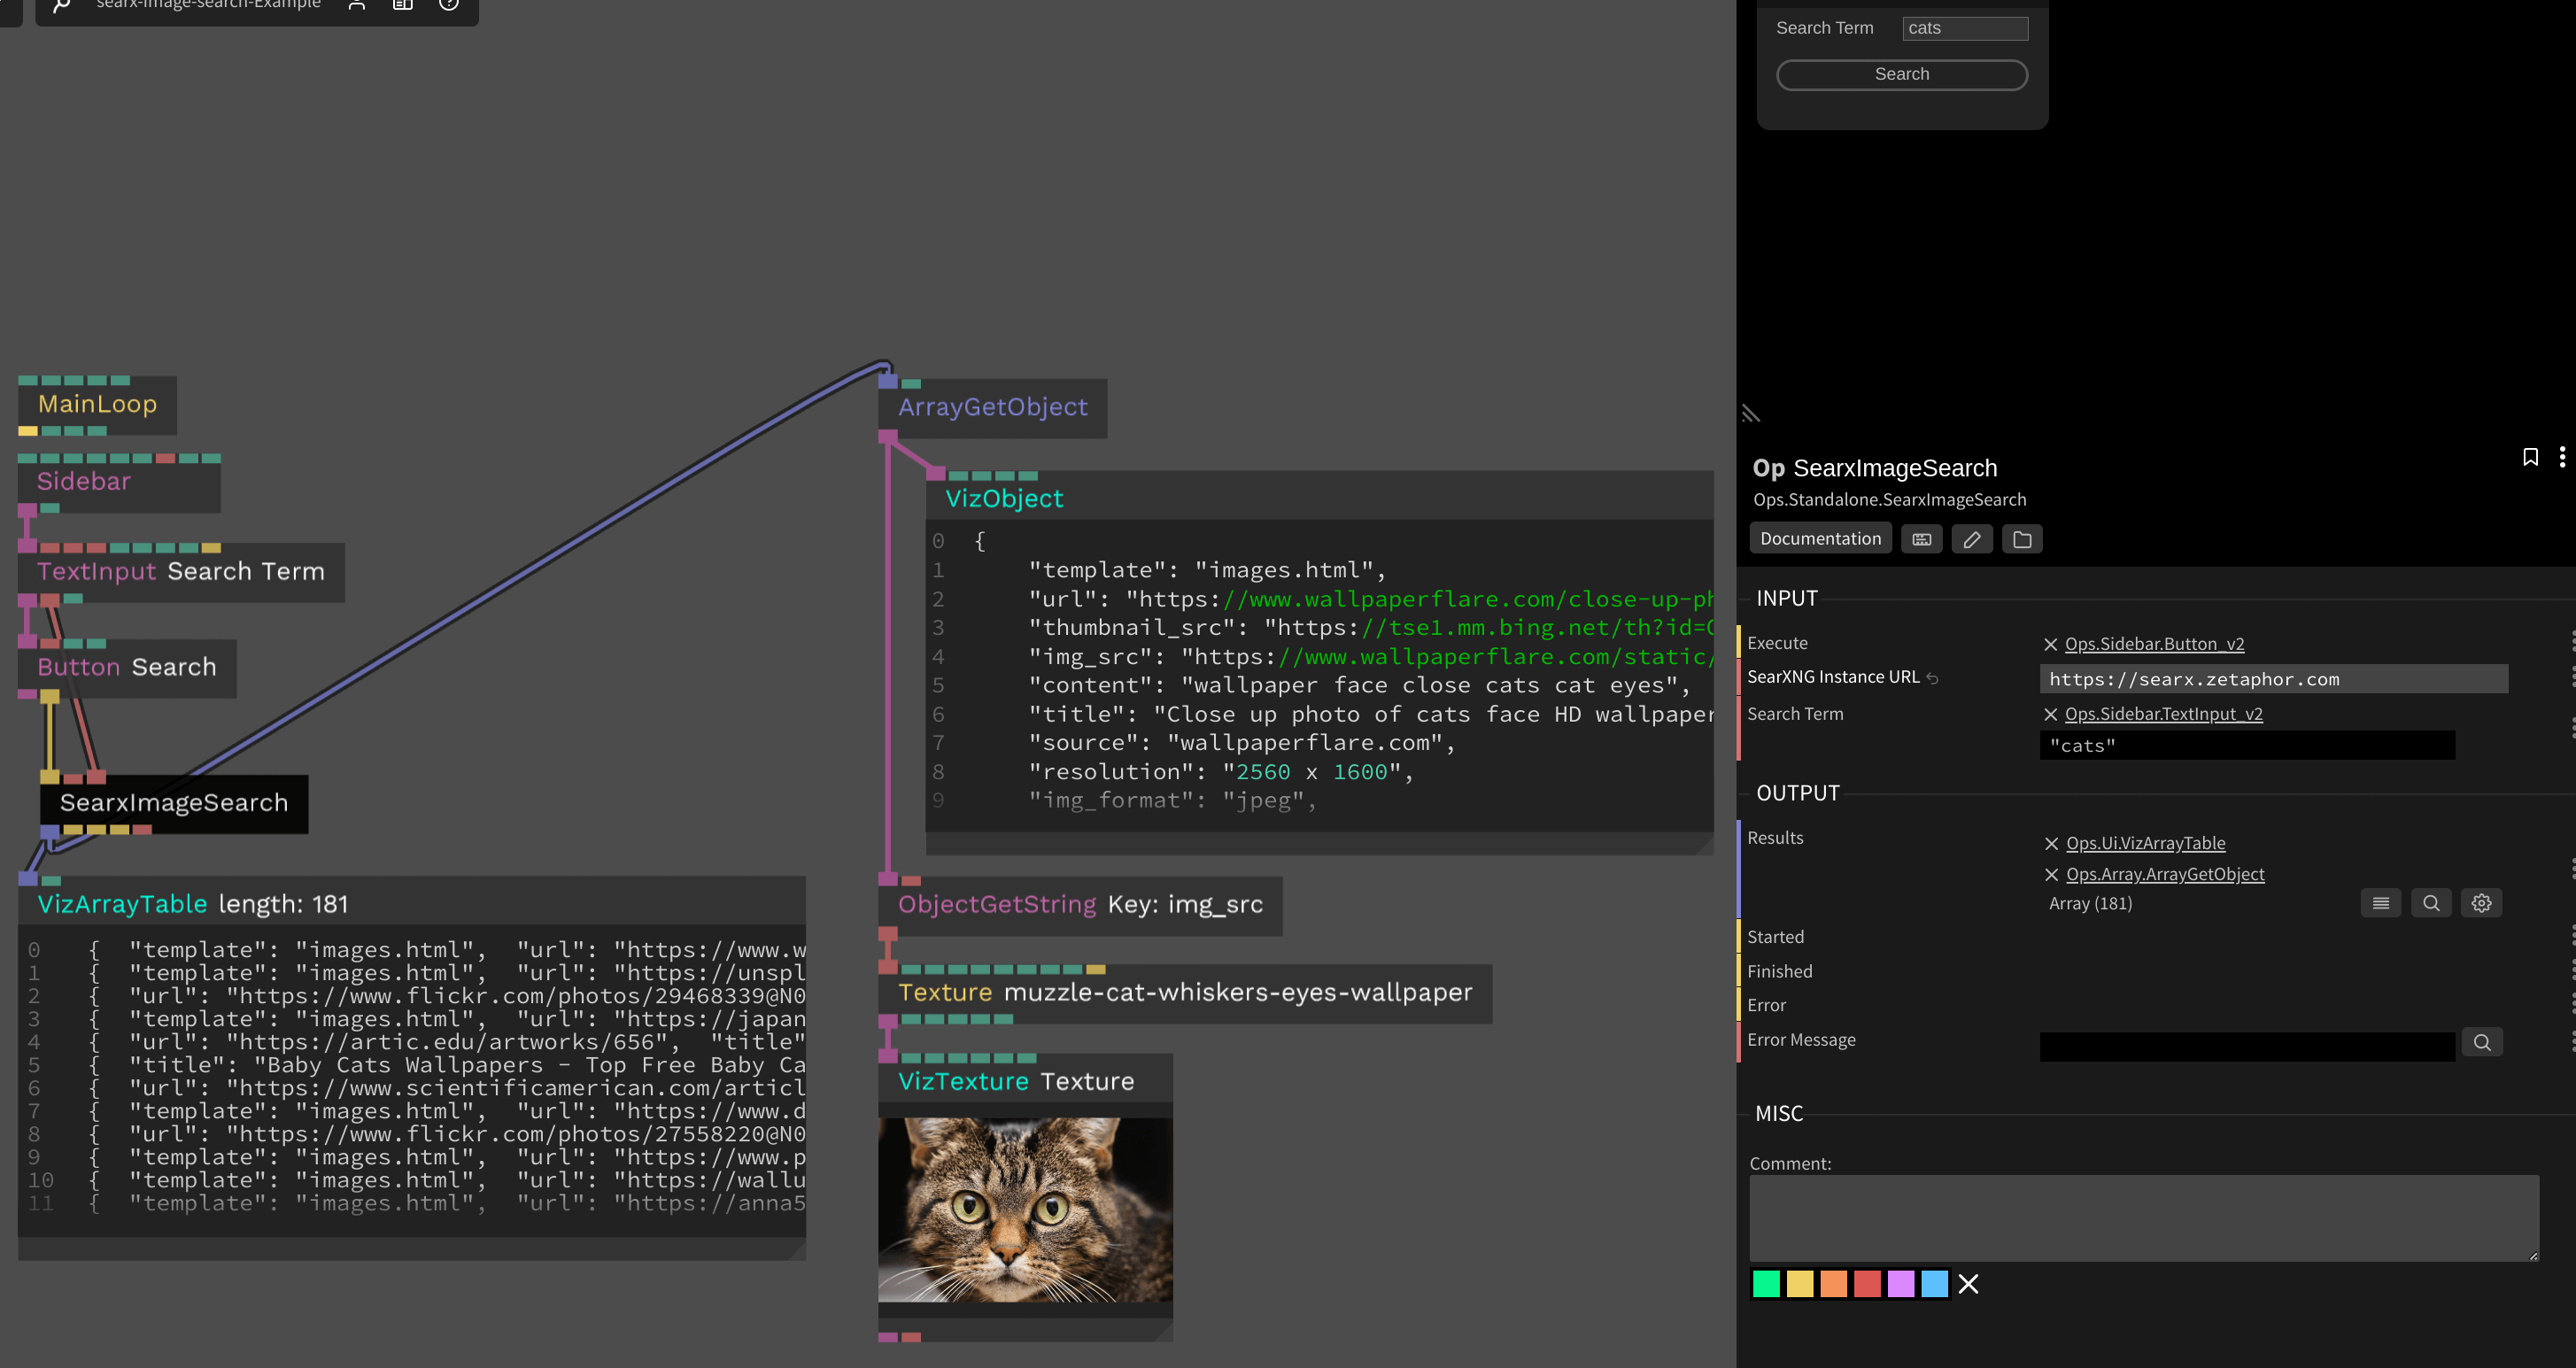 searx-image-search-Example
Search Term
cats
Search
MainLoop
Sidebar
TextInput Search Term
Button Search
SearxImageSearch
VizArrayTable length: 181
0 { "template": "images.html", "url": "https://www.w
1 { "template": "images.html", "url": "https://unspl
2 { "url": "https://www.flickr.com/photos/29468339@N0
3 { "template": "images.html", "url": "https://japan
4 { "url": "https://artic.edu/artworks/656", "title"
5 { "title": "Baby Cats Wallpapers - Top Free Baby Ca
6 { "url": "https://www.scientificamerican.com/articl
7 { "template": "images.html", "url": "https://www.d
8 { "url": "https://www.flickr.com/photos/27558220@N0
9 { "template": "images.html", "url": "https://www.p
10 { "template": "images.html", "url": "https://wallu
11 { "template": "images.html", "url": "https://anna5
ArrayGetObject
VizObject
0 {
1 "template": "images.html",
2 "url": "https://www.wallpaperflare.com/close-up-ph
3 "thumbnail_src": "https://tse1.mm.bing.net/th?id=O
4 "img_src": "https://www.wallpaperflare.com/static/
5 "content": "wallpaper face close cats cat eyes",
6 "title": "Close up photo of cats face HD wallpaper
7 "source": "wallpaperflare.com",
8 "resolution": "2560 x 1600",
9 "img_format": "jpeg",
ObjectGetString Key: img_src
Texture muzzle-cat-whiskers-eyes-wallpaper
VizTexture Texture
Op SearxImageSearch
Ops.Standalone.SearxImageSearch
Documentation
INPUT
Execute
Ops.Sidebar.Button_v2
SearXNG Instance URL
https://searx.zetaphor.com
Search Term
Ops.Sidebar.TextInput_v2
"cats"
OUTPUT
Results
Ops.Ui.VizArrayTable
Ops.Array.ArrayGetObject
Array (181)
Started
Finished
Error
Error Message
MISC
Comment: